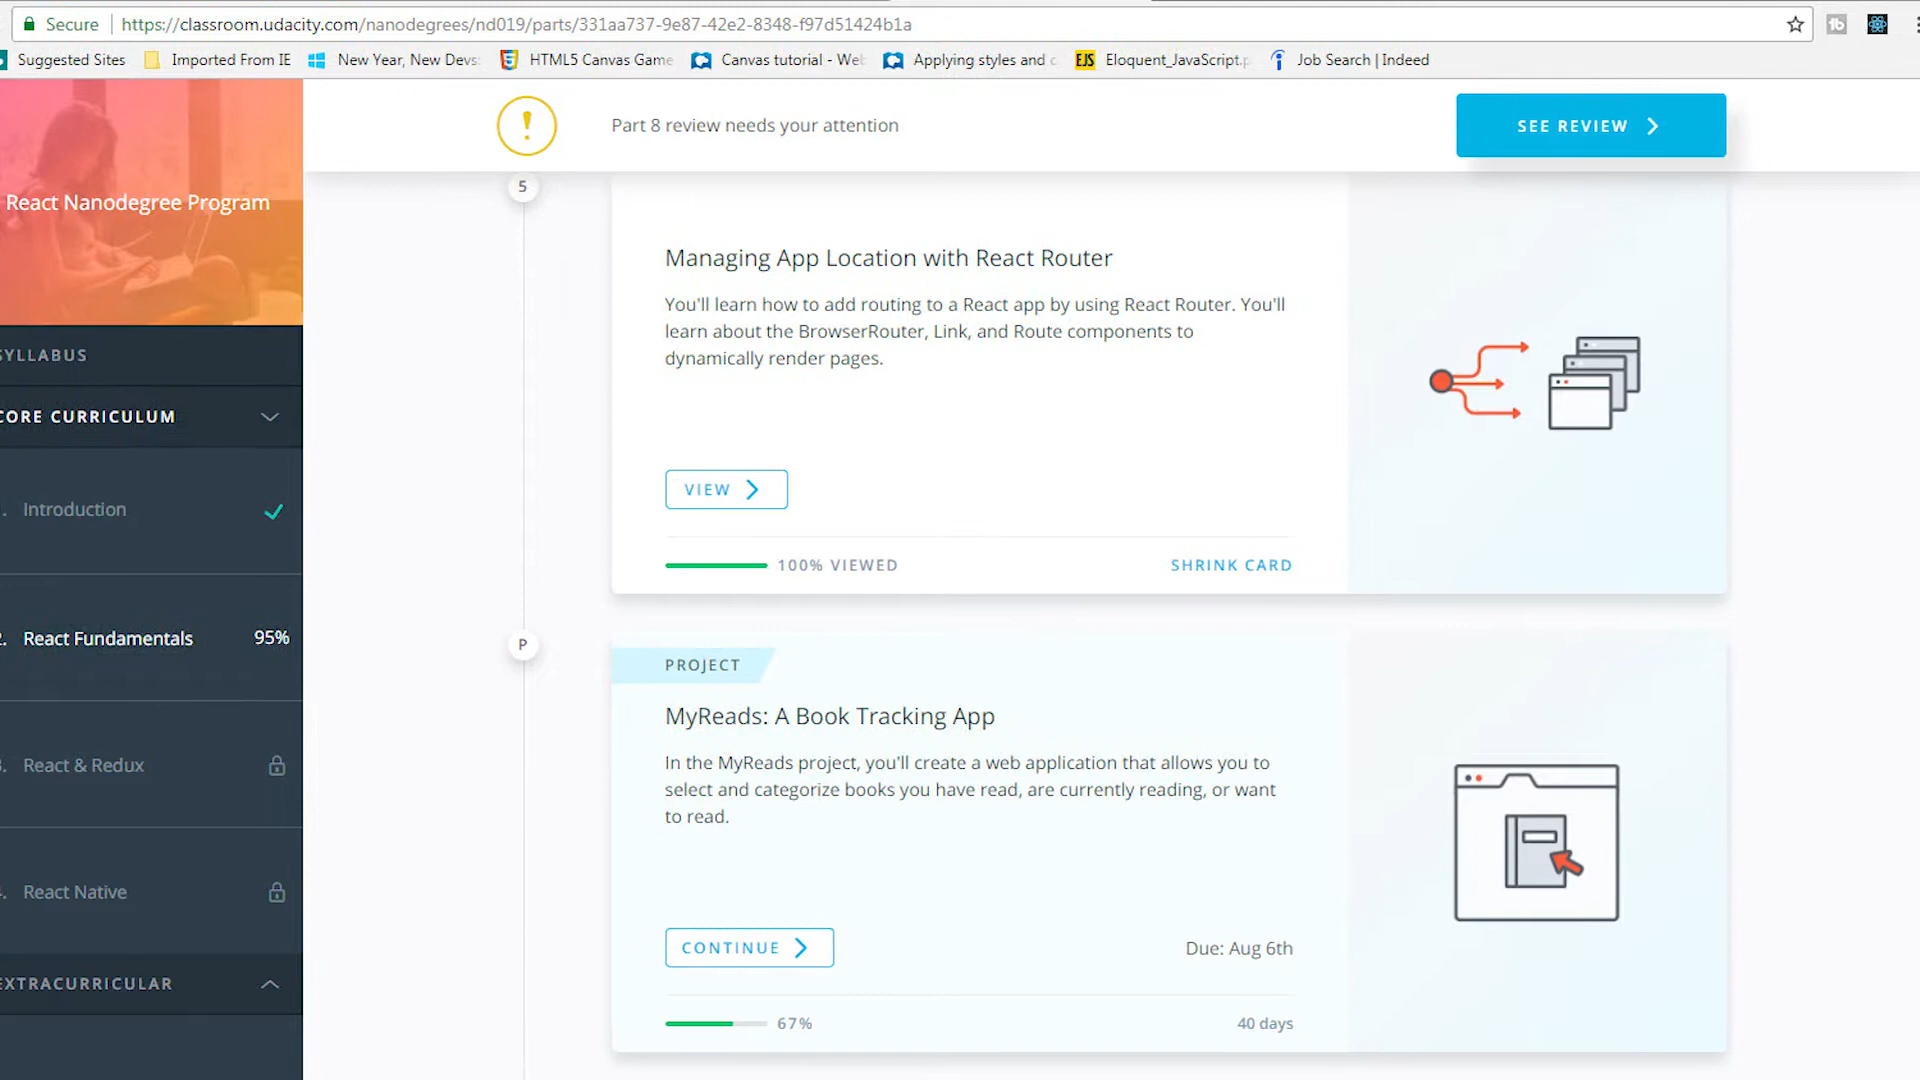 Secure https://classroom.udacity.com/nanodegrees/nd019/parts/331aa737-9e87-42e2-8348-f97d51424b1a
Suggested Sites Imported From IE New Year, New Devs: HTML5 Canvas Game Canvas tutorial - Web Applying styles and c EJS Eloquent_JavaScript.p Job Search | Indeed
Part 8 review needs your attention
SEE REVIEW
React Nanodegree Program
SYLLABUS
CORE CURRICULUM
. Introduction
2. React Fundamentals 95%
3. React & Redux
4. React Native
EXTRACURRICULAR
5
Managing App Location with React Router
You'll learn how to add routing to a React app by using React Router. You'll
learn about the BrowserRouter, Link, and Route components to
dynamically render pages.
VIEW
100% VIEWED SHRINK CARD
P
PROJECT
MyReads: A Book Tracking App
In the MyReads project, you'll create a web application that allows you to
select and categorize books you have read, are currently reading, or want
to read.
CONTINUE Due: Aug 6th
67% 40 days